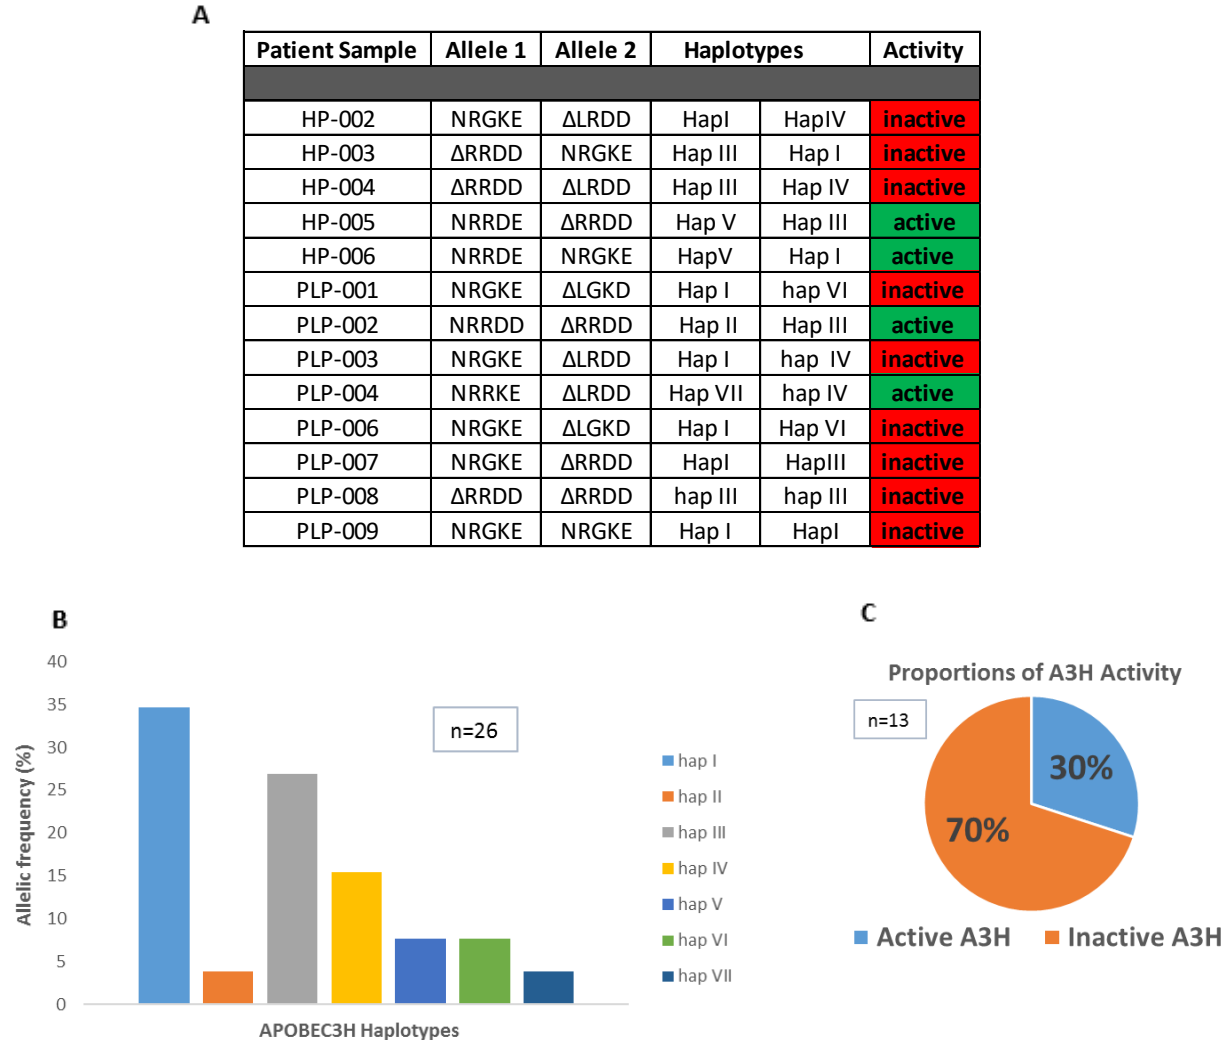 A
Patient Sample Allele 1 Allele 2 Haplotypes Activity
HP-002 NRGKE ΔLRDD HapI HapIV inactive
HP-003 ΔRRDD NRGKE Hap III Hap I inactive
HP-004 ΔRRDD ΔLRDD Hap III Hap IV inactive
HP-005 NRRDE ΔRRDD Hap V Hap III active
HP-006 NRRDE NRGKE HapV Hap I active
PLP-001 NRGKE ΔLGKD Hap I hap VI inactive
PLP-002 NRRDD ΔRRDD Hap II Hap III active
PLP-003 NRGKE ΔLRDD Hap I hap IV inactive
PLP-004 NRRKE ΔLRDD Hap VII hap IV active
PLP-006 NRGKE ΔLGKD Hap I Hap VI inactive
PLP-007 NRGKE ΔRRDD HapI HapIII inactive
PLP-008 ΔRRDD ΔRRDD hap III hap III inactive
PLP-009 NRGKE NRGKE Hap I HapI inactive
B
40
35
30
25
20
15
10
5
0
Allelic frequency (%)
n=26
APOBEC3H Haplotypes
hap I
hap II
hap III
hap IV
hap V
hap VI
hap VII
C
Proportions of A3H Activity
n=13
30%
70%
Active A3H Inactive A3H